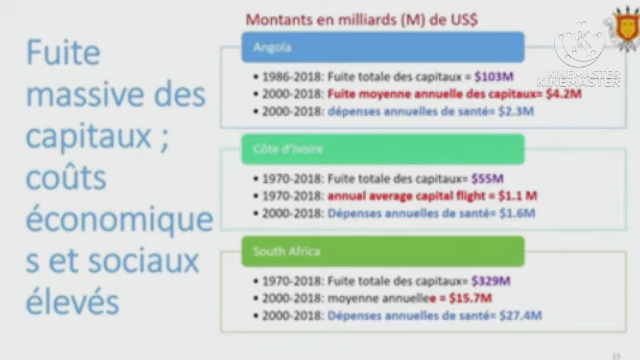 Montants en milliards (M) de US$
Fuite
massive des
capitaux ;
coûts
économique
s et sociaux
élevés
Angola
• 1986-2018: Fuite totale des capitaux = $103M
• 2000-2018: Fuite moyenne annuelle des capitaux= $4.2M
• 2000-2018: dépenses annuelles de santé= $2.3M
Côte d'Ivoire
• 1970-2018: Fuite totale des capitaux= $55M
• 1970-2018: annual average capital flight = $1.1 M
• 2000-2018: Dépenses annuelles de santé= $1.6M
South Africa
• 1970-2018: Fuite totale des capitaux= $329M
• 2000-2018: moyenne annuellee = $15.7M
• 2000-2018: Dépenses annuelles de santé= $27.4M
KINEMASTER